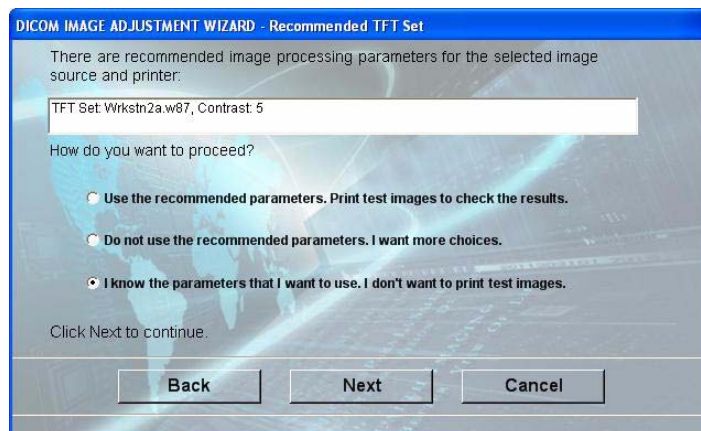 DICOM IMAGE ADJUSTMENT WIZARD - Recommended TFT Set
There are recommended image processing parameters for the selected image
source and printer:
TFT Set: Wrkstn2a.w87, Contrast: 5
How do you want to proceed?
Use the recommended parameters. Print test images to check the results.
Do not use the recommended parameters. I want more choices.
I know the parameters that I want to use. I don't want to print test images.
Click Next to continue.
Back Next Cancel